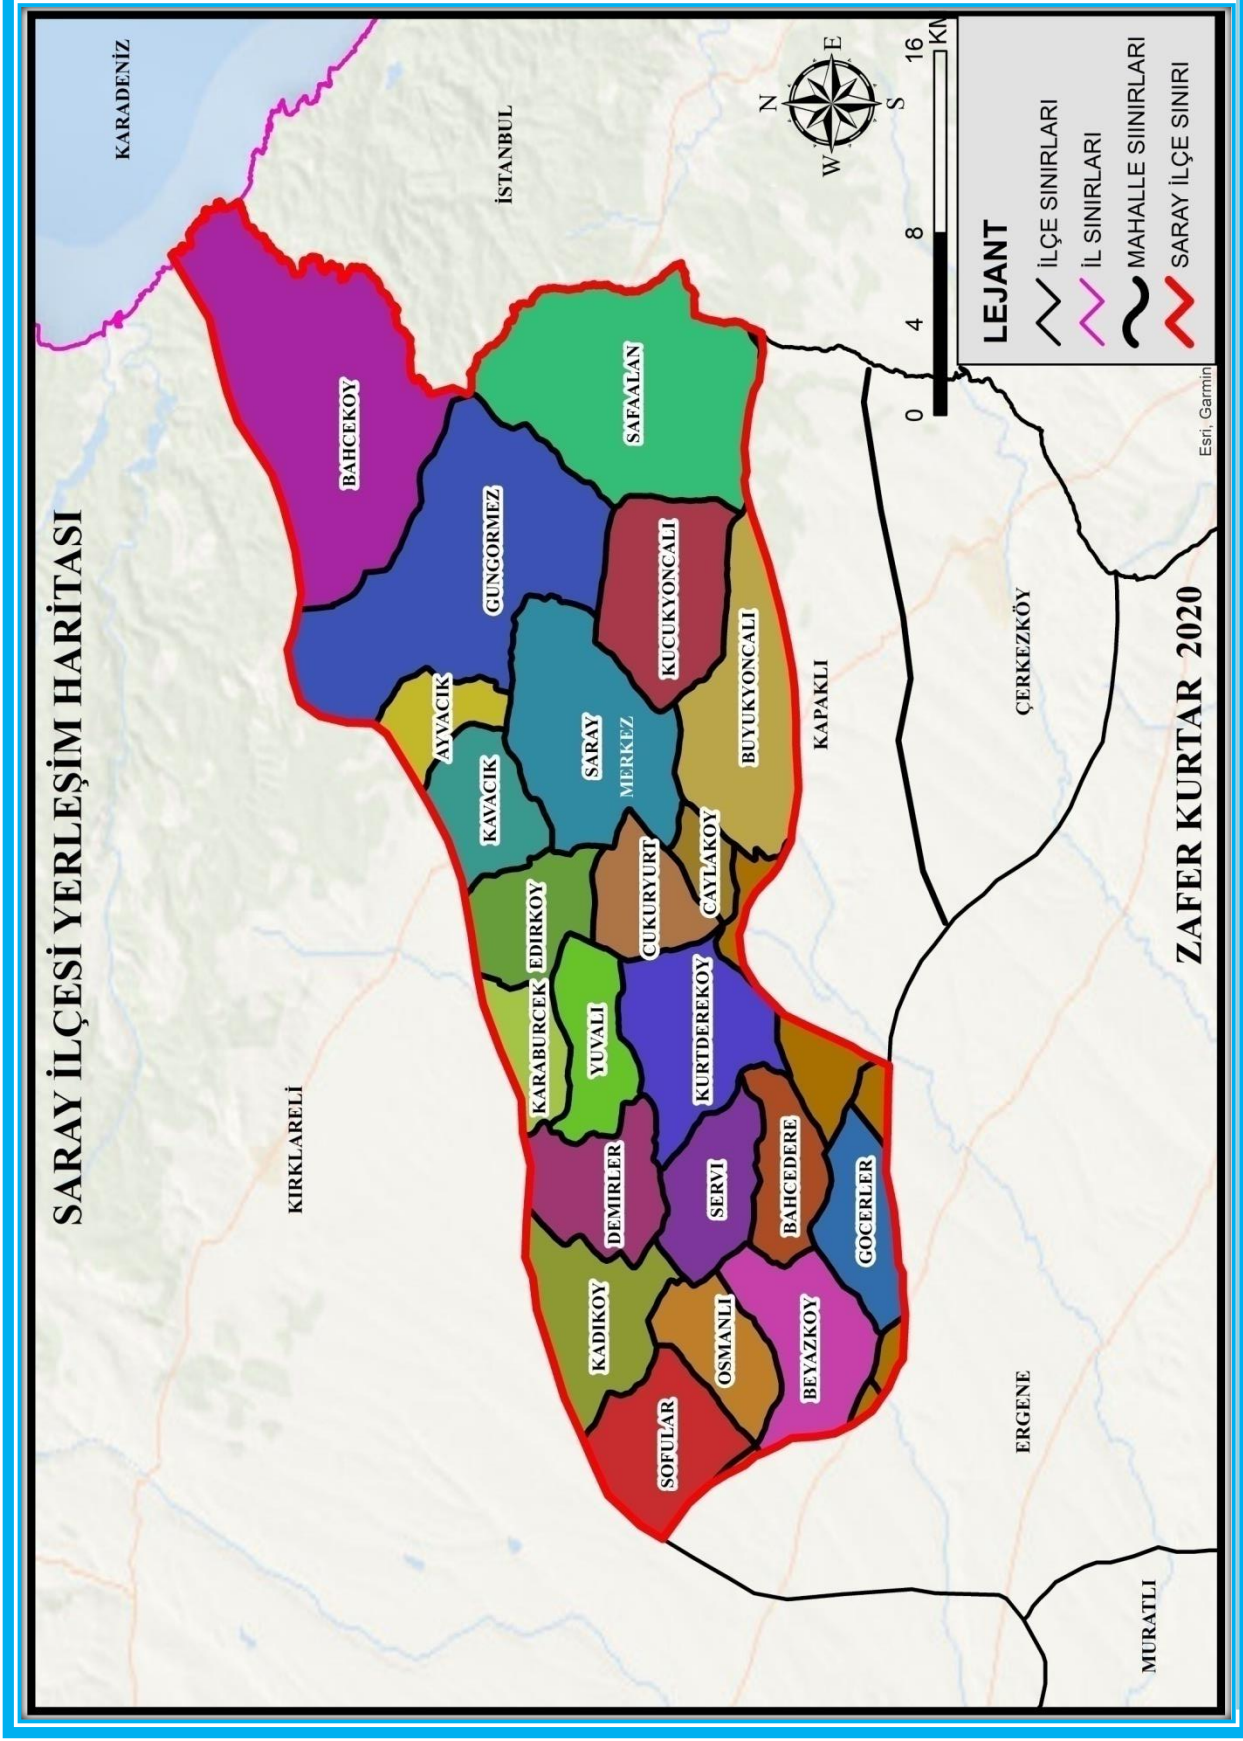 SARAY İLÇESİ YERLEŞİM HARİTASI
KARADENİZ
KIRKLARELİ
İSTANBUL
BAHCEKOY
GUNGORMEZ
SAFAALAN
AYVACIK
KAVACIK
SARAY
MERKEZ
KUCUKYONCALI
BUYUKYONCALI
EDIRKOY
CUKURYURT
CAYLAKOY
KARABURCEK
YUVALI
KURTDEREKOY
DEMIRLER
SERVI
BAHCEDERE
GOCERLER
KADIKOY
OSMANLI
BEYAZKOY
SOFULAR
KAPAKLI
ÇERKEZKÖY
ERGENE
MURATLI
N
W
E
S
0 4 8 16
KM
LEJANT
İLÇE SINIRLARI
İL SINIRLARI
MAHALLE SIINIRLARI
SARAY İLÇE SINIRI
Esri, Garmin
ZAFER KURTAR 2020